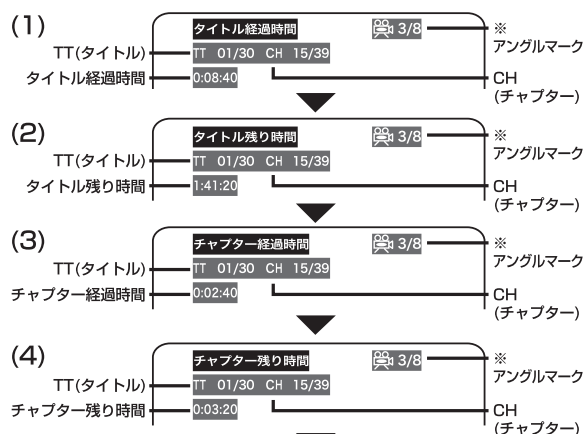 (1)
タイトル経過時間 3/8 ※
アングルマーク
TT(タイトル) TT 01/30 CH 15/39
タイトル経過時間 0:08:40 CH
(チャプター)
(2)
タイトル残り時間 3/8 ※
アングルマーク
TT(タイトル) TT 01/30 CH 15/39
タイトル残り時間 1:41:20 CH
(チャプター)
(3)
チャプター経過時間 3/8 ※
アングルマーク
TT(タイトル) TT 01/30 CH 15/39
チャプター経過時間 0:02:40 CH
(チャプター)
(4)
チャプター残り時間 3/8 ※
アングルマーク
TT(タイトル) TT 01/30 CH 15/39
チャプター残り時間 0:03:20 CH
(チャプター)